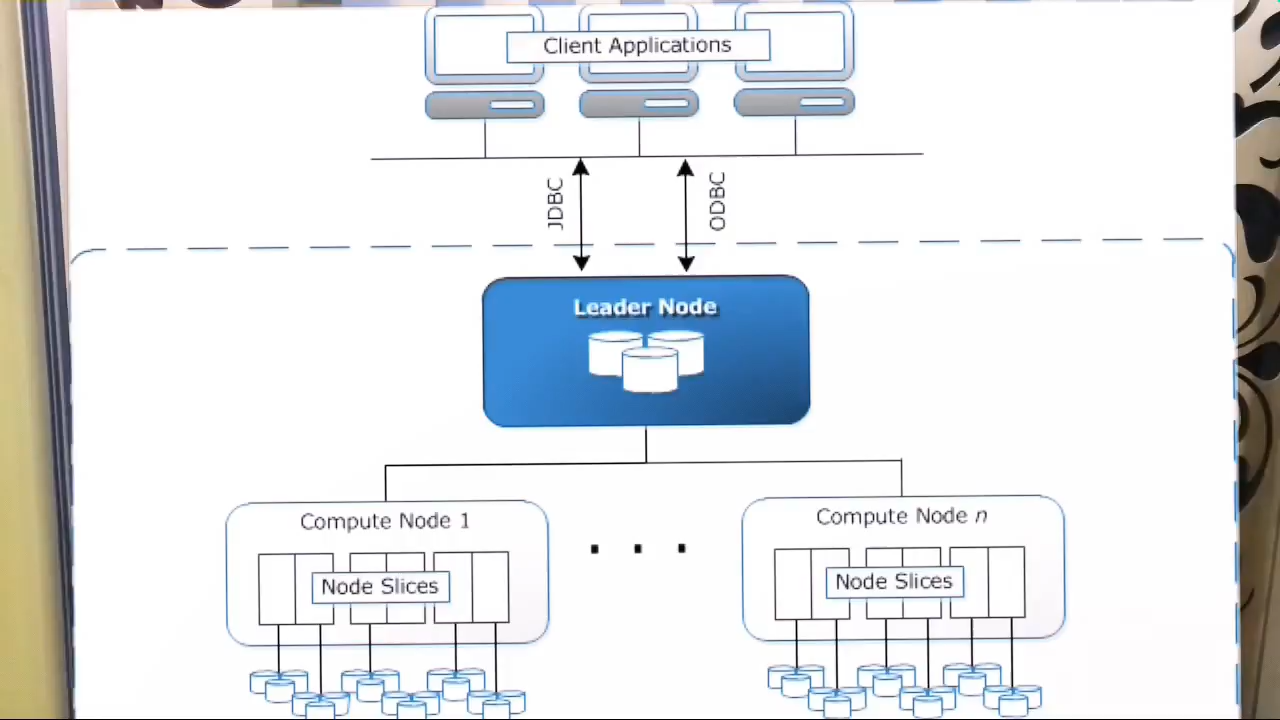 Client Applications
JDBC
ODBC
Leader Node
Compute Node 1
Compute Node n
Node Slices
Node Slices